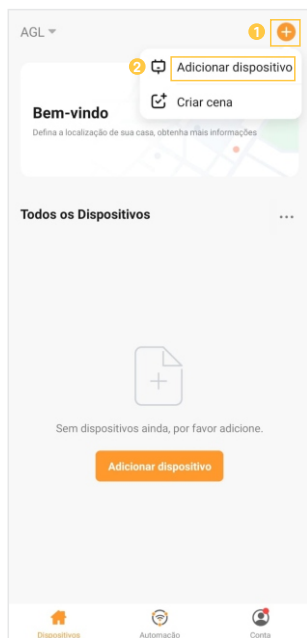 AGL
1
2 Adicionar dispositivo
Criar cena
Bem-vindo
Defina a localização de sua casa, obtenha mais informações
Todos os Dispositivos
...
Sem dispositivos ainda, por favor adicione.
Adicionar dispositivo
Dispositivos Automação Conta